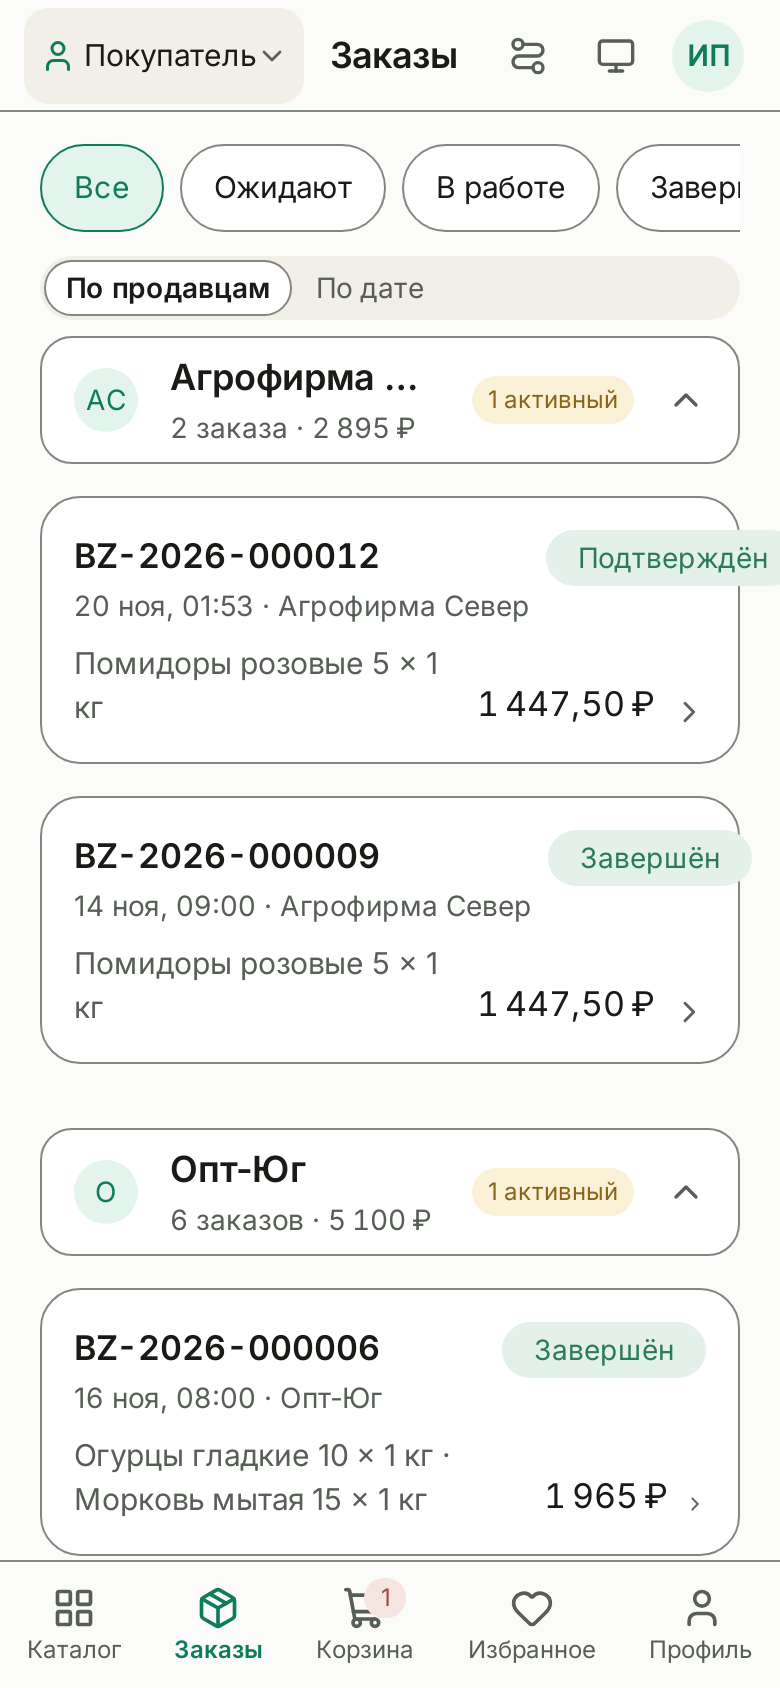 Покупатель Заказы ИП
Все Ожидают В работе Завер
По продавцам По дате
АС Агрофирма ... 1 активный
2 заказа · 2 895 ₽
BZ-2026-000012 Подтверждён
20 ноя, 01:53 · Агрофирма Север
Помидоры розовые 5 × 1
кг 1 447,50 ₽
BZ-2026-000009 Завершён
14 ноя, 09:00 · Агрофирма Север
Помидоры розовые 5 × 1
кг 1 447,50 ₽
О Опт-Юг 1 активный
6 заказов · 5 100 ₽
BZ-2026-000006 Завершён
16 ноя, 08:00 · Опт-Юг
Огурцы гладкие 10 × 1 кг ·
Морковь мытая 15 × 1 кг 1 965 ₽
1
Каталог Заказы Корзина Избранное Профиль